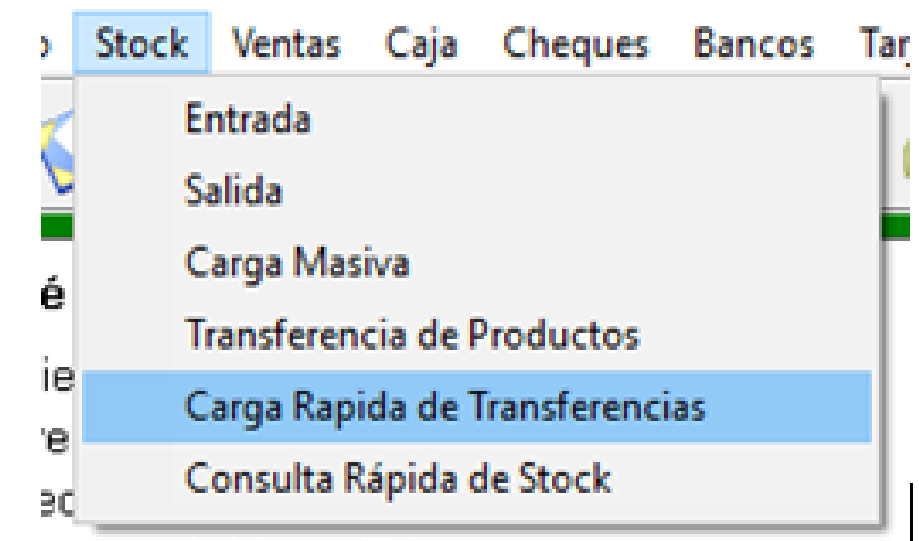 Stock Ventas Caja Cheques Bancos
Entrada
Salida
Carga Masiva
Transferencia de Productos
Carga Rapida de Transferencias
Consulta Rápida de Stock